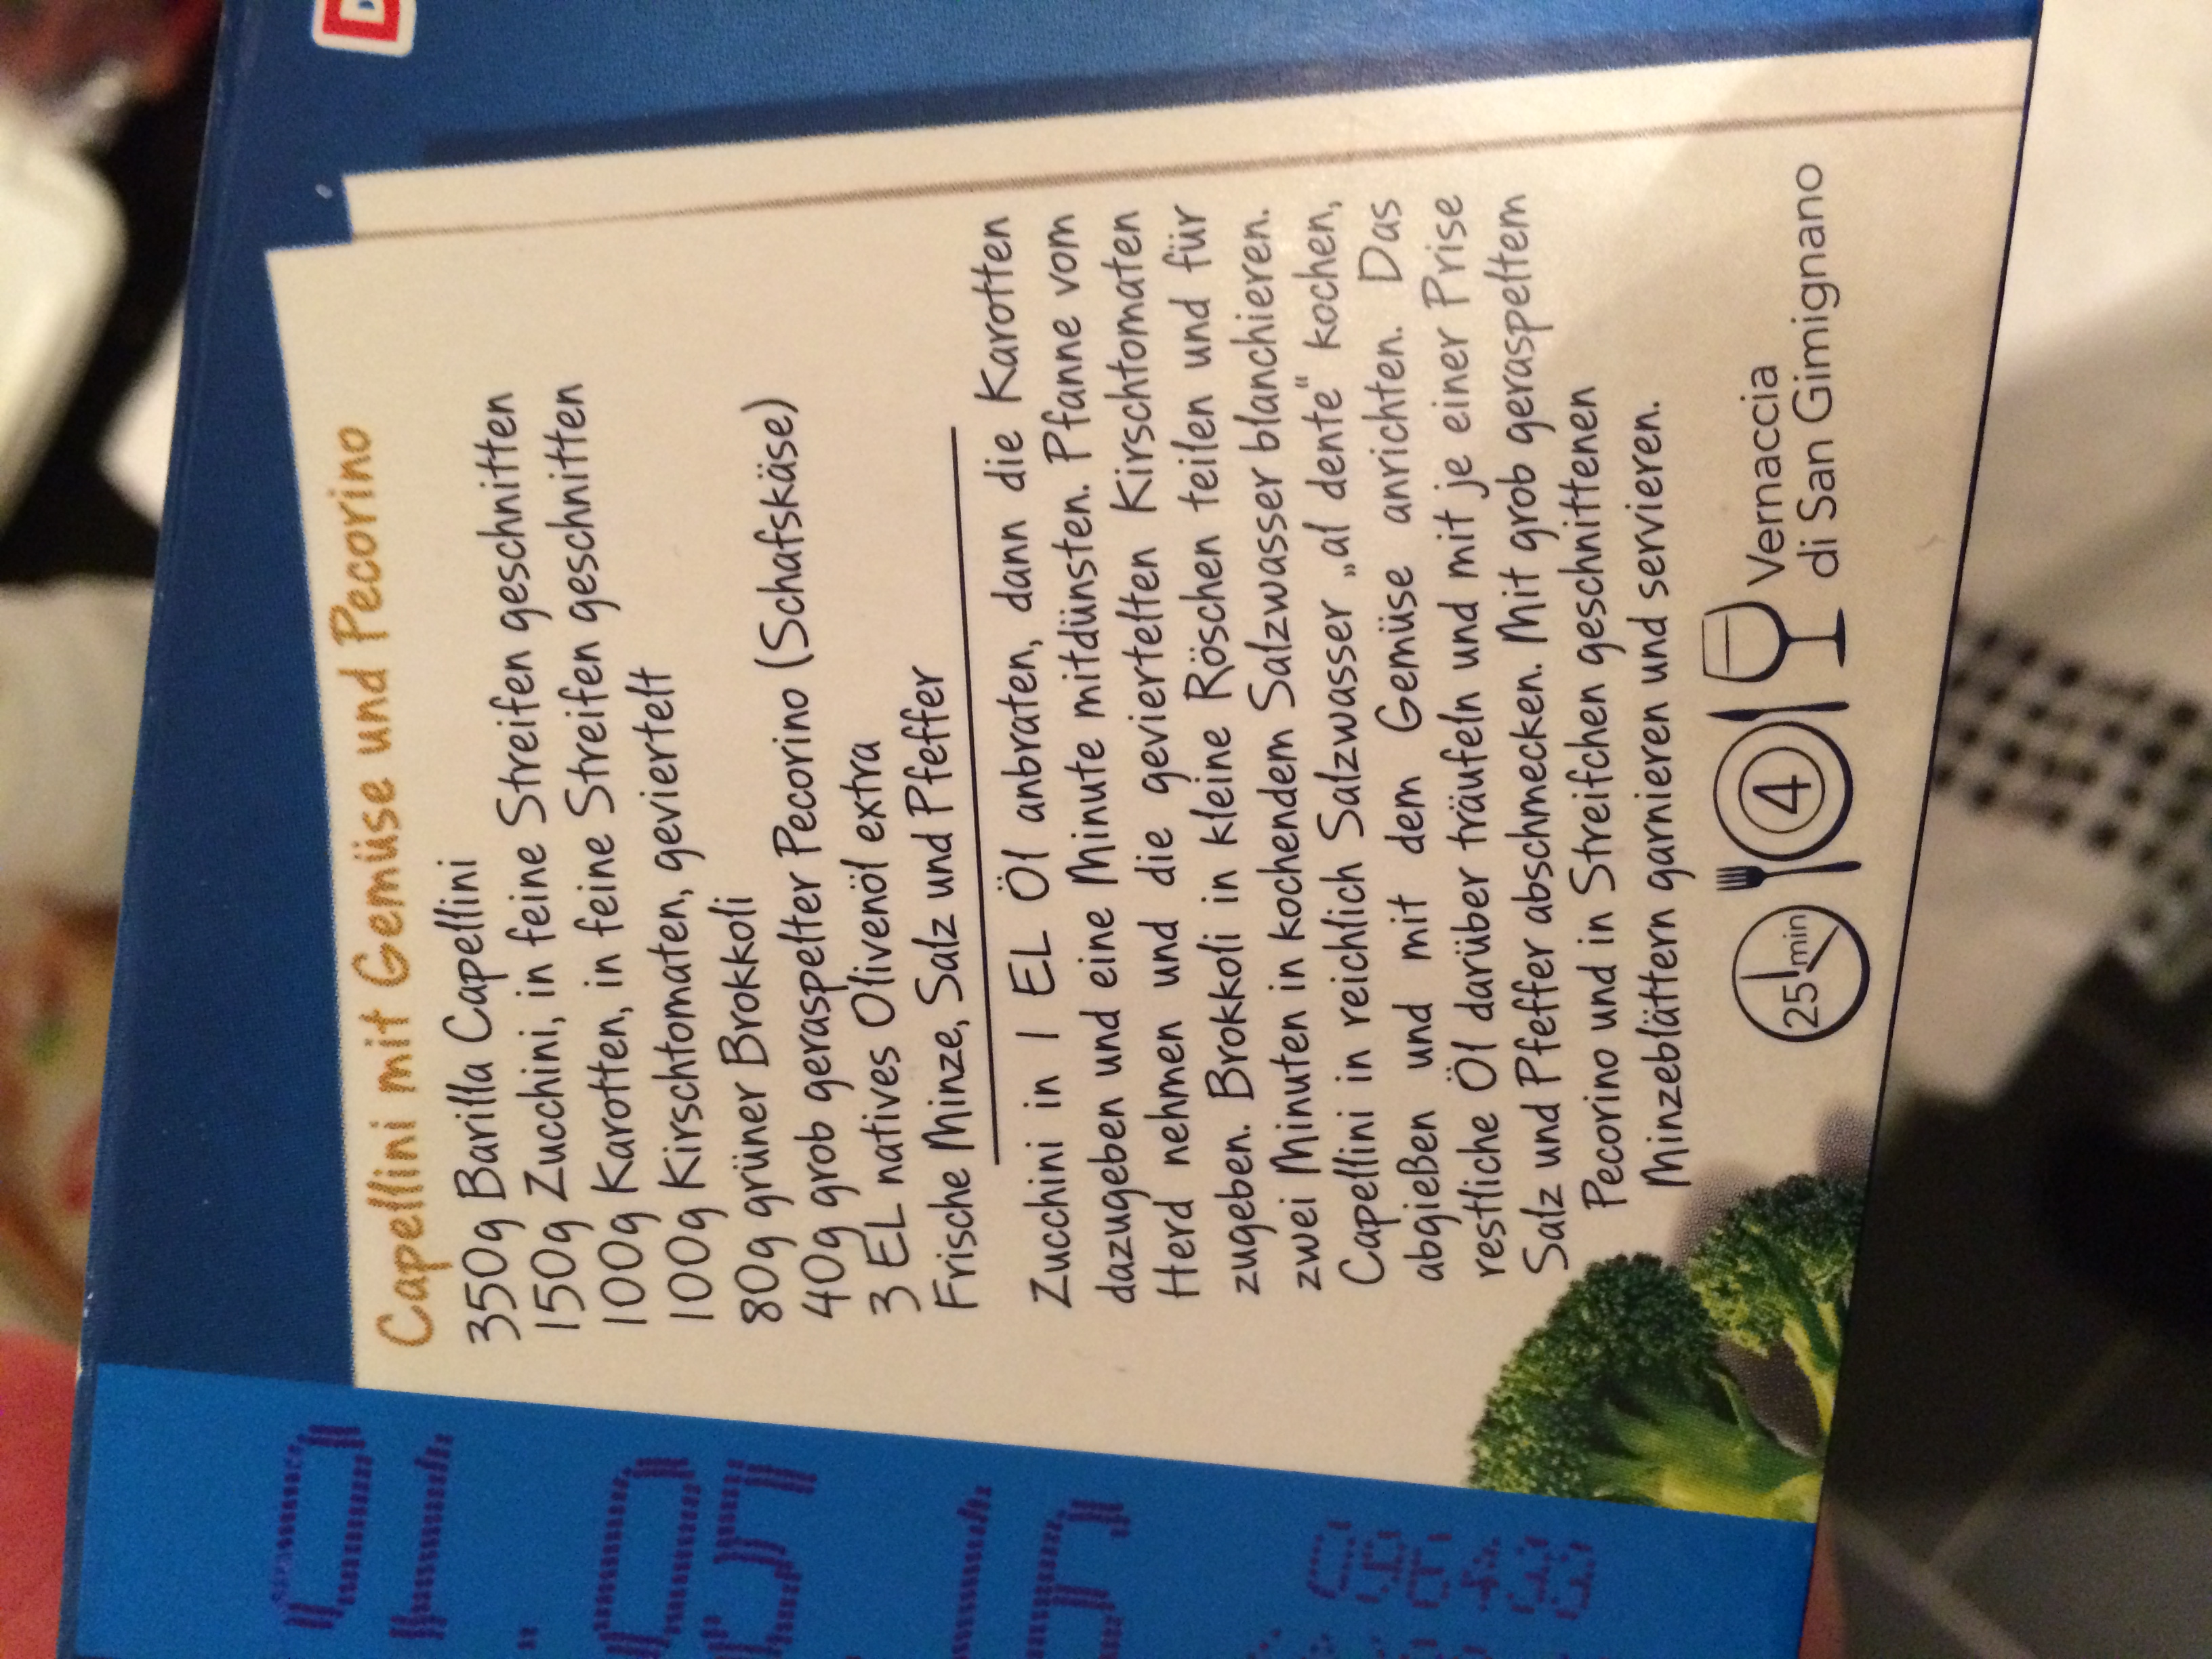 Capellini mit Gemüse und Pecorino
350g Barilla Capellini
150g Zucchini, in feine Streifen geschnitten
100g Karotten, in feine Streifen geschnitten
100g Kirschtomaten, geviertelt
80g grüner Brokkoli
40g grob geraspelter Pecorino (Schafskäse)
3 EL natives Olivenöl extra
Frische Minze, Salz und Pfeffer
Zucchini in 1 EL Öl anbraten, dann die Karotten
dazugeben und eine Minute mitdünsten. Pfanne vom
Herd nehmen und die geviertelten Kirschtomaten
zugeben. Brokkoli in kleine Röschen teilen und für
zwei Minuten in kochendem Salzwasser blanchieren.
Capellini in reichlich Salzwasser „al dente" kochen,
abgießen und mit dem Gemüse anrichten. Das
restliche Öl darüber träufeln und mit je einer Prise
Salz und Pfeffer abschmecken. Mit grob geraspeltem
Pecorino und in Streifchen geschnittenen
Minzeblättern garnieren und servieren.
25 min
4
Vernaccia
di San Gimignano
01.05.16